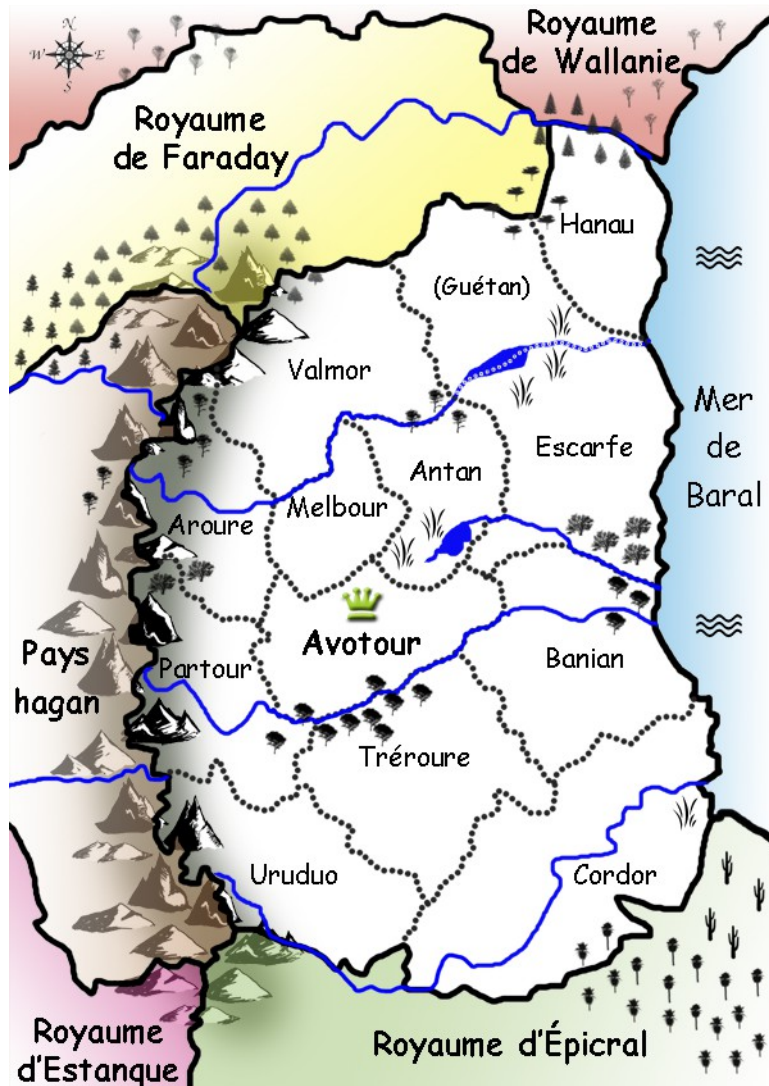 N
W E
S
Royaume
de Wallanie
Royaume
de Faraday
Hanau
(Guétan)
Valmor
Mer
de
Baral
Escarfe
Antan
Melbour
Aroure
Avotour
Pays
hagan
Partour
Banian
Tréroure
Uruduo
Cordor
Royaume
d'Estanque
Royaume d'Épicral